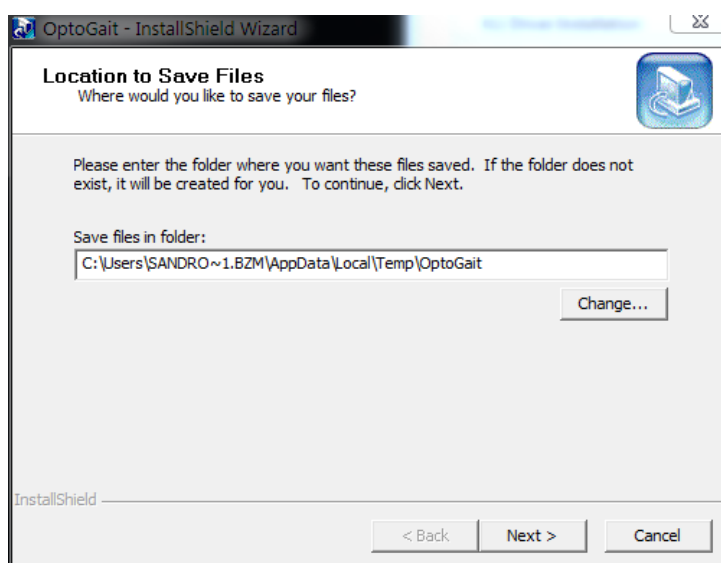 OptoGait - InstallShield Wizard
Location to Save Files
Where would you like to save your files?
Please enter the folder where you want these files saved. If the folder does not
exist, it will be created for you. To continue, click Next.
Save files in folder:
C:\Users\SANDRO~1.BZM\AppData\Local\Temp\OptoGait
Change...
InstallShield
< Back Next > Cancel